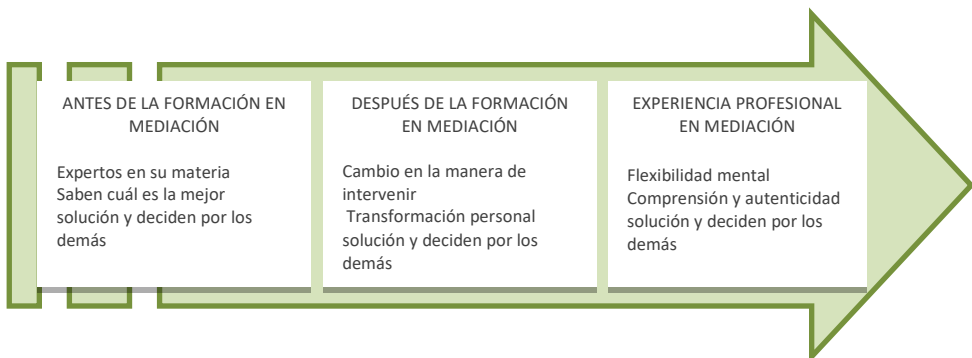 ANTES DE LA FORMACIÓN EN
MEDIACIÓN
Expertos en su materia
Saben cuál es la mejor
solución y deciden por los
demás
DESPUÉS DE LA FORMACIÓN
EN MEDIACIÓN
Cambio en la manera de
intervenir
Transformación personal
solución y deciden por los
demás
EXPERIENCIA PROFESIONAL
EN MEDIACIÓN
Flexibilidad mental
Comprensión y autenticidad
solución y deciden por los
demás